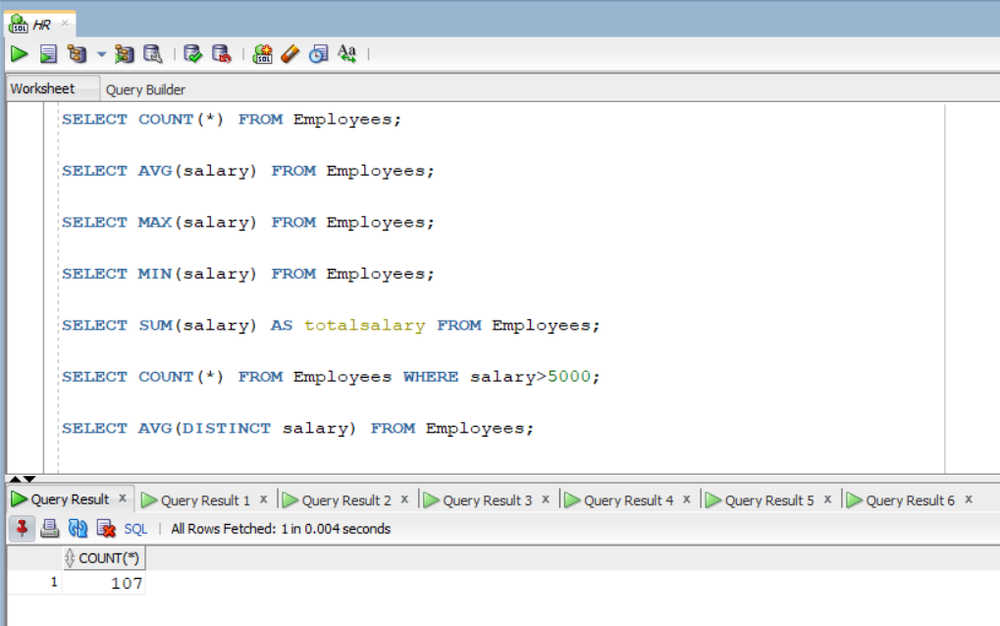 HR
Worksheet Query Builder
SELECT COUNT(*) FROM Employees;
SELECT AVG(salary) FROM Employees;
SELECT MAX(salary) FROM Employees;
SELECT MIN(salary) FROM Employees;
SELECT SUM(salary) AS totalsalary FROM Employees;
SELECT COUNT(*) FROM Employees WHERE salary>5000;
SELECT AVG(DISTINCT salary) FROM Employees;
Query Result x Query Result 1 x Query Result 2 x Query Result 3 x Query Result 4 x Query Result 5 x Query Result 6 x
SQL | All Rows Fetched: 1 in 0.004 seconds
COUNT(*)
1 107